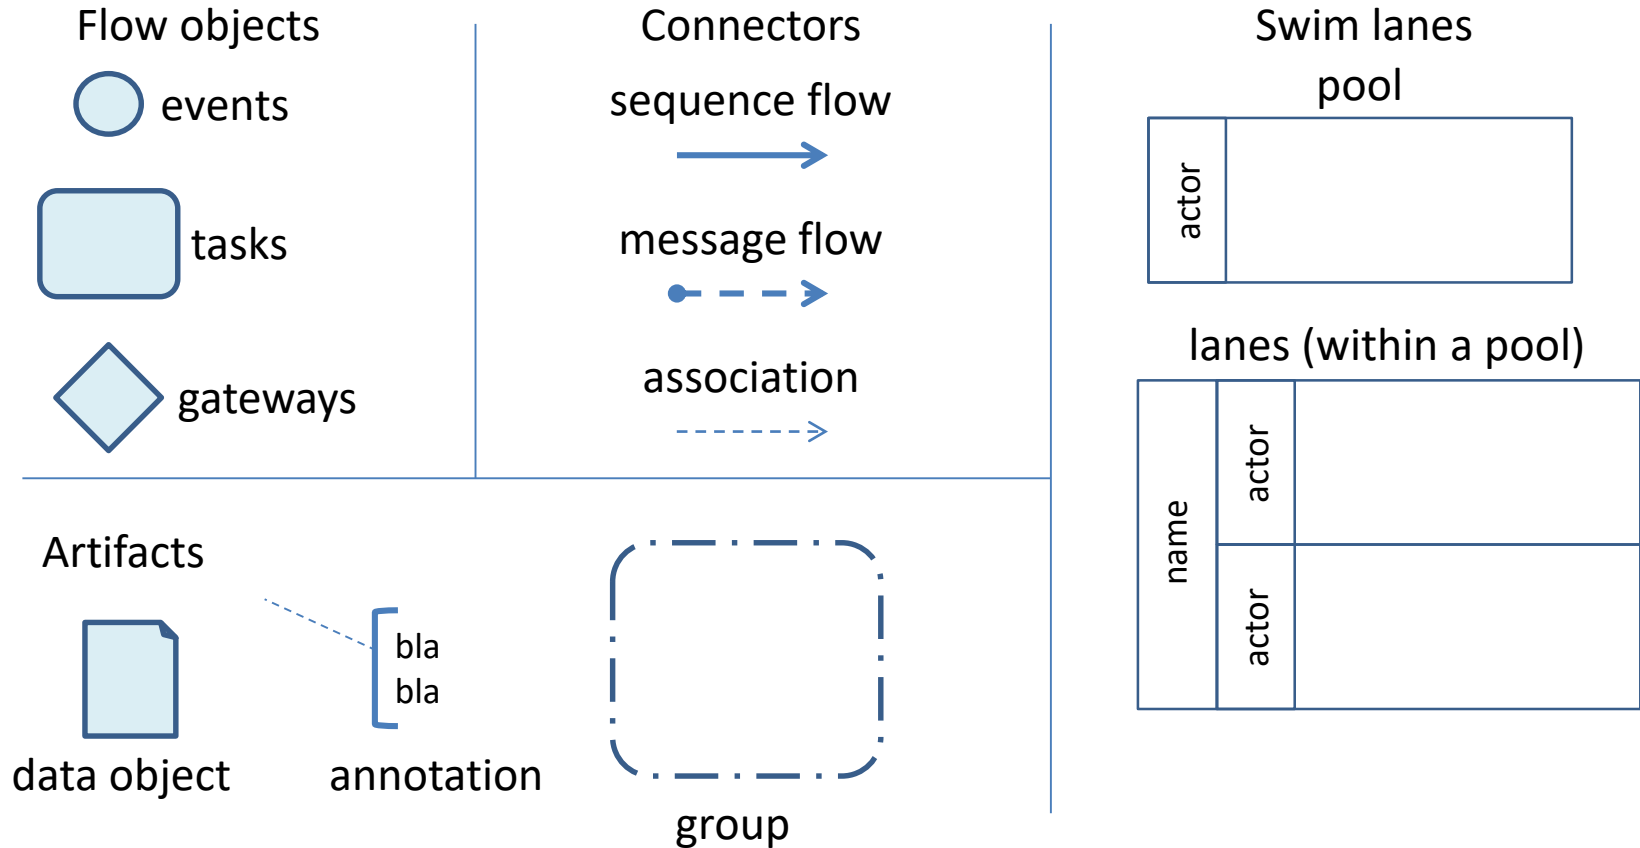 Flow objects
events
tasks
gateways
Connectors
sequence flow
message flow
association
Swim lanes
pool
actor
lanes (within a pool)
name
actor
actor
Artifacts
data object
bla
bla
annotation
group